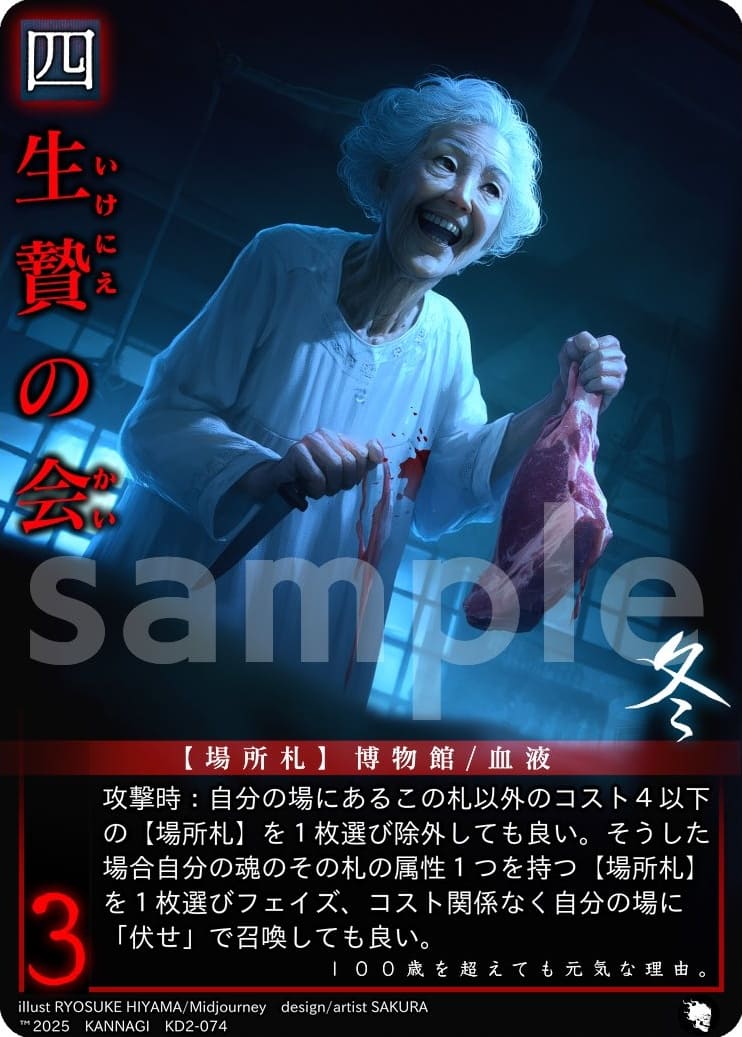 四
生贄の会
いけにえ かい
sample
冬
【場所札】博物館/血液
攻撃時：自分の場にあるこの札以外のコスト４以下
の【場所札】を１枚選び除外しても良い。そうした
場合自分の魂のその札の属性１つを持つ【場所札】
を１枚選びフェイズ、コスト関係なく自分の場に
「伏せ」で召喚しても良い。
１００歳を超えても元気な理由。
3
illust RYOSUKE HIYAMA/Midjourney design/artist SAKURA
™2025 KANNAGI KD2-074